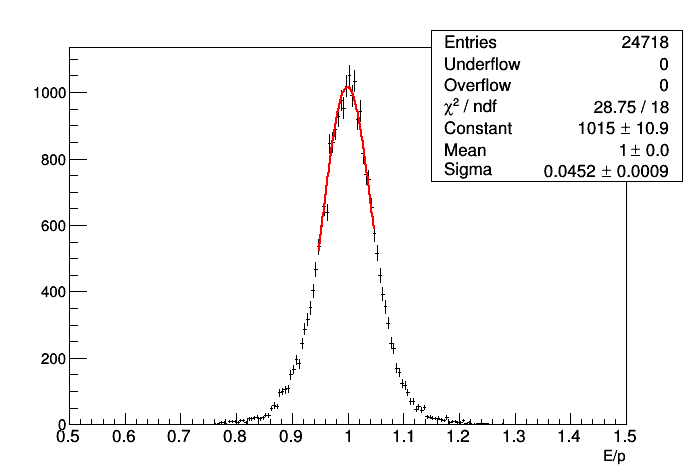 Entries 24718
Underflow 0
Overflow 0
χ² / ndf 28.75 / 18
Constant 1015 ± 10.9
Mean 1 ± 0.0
Sigma 0.0452 ± 0.0009
1000
800
600
400
200
0
0.5 0.6 0.7 0.8 0.9 1 1.1 1.2 1.3 1.4 1.5
E/p